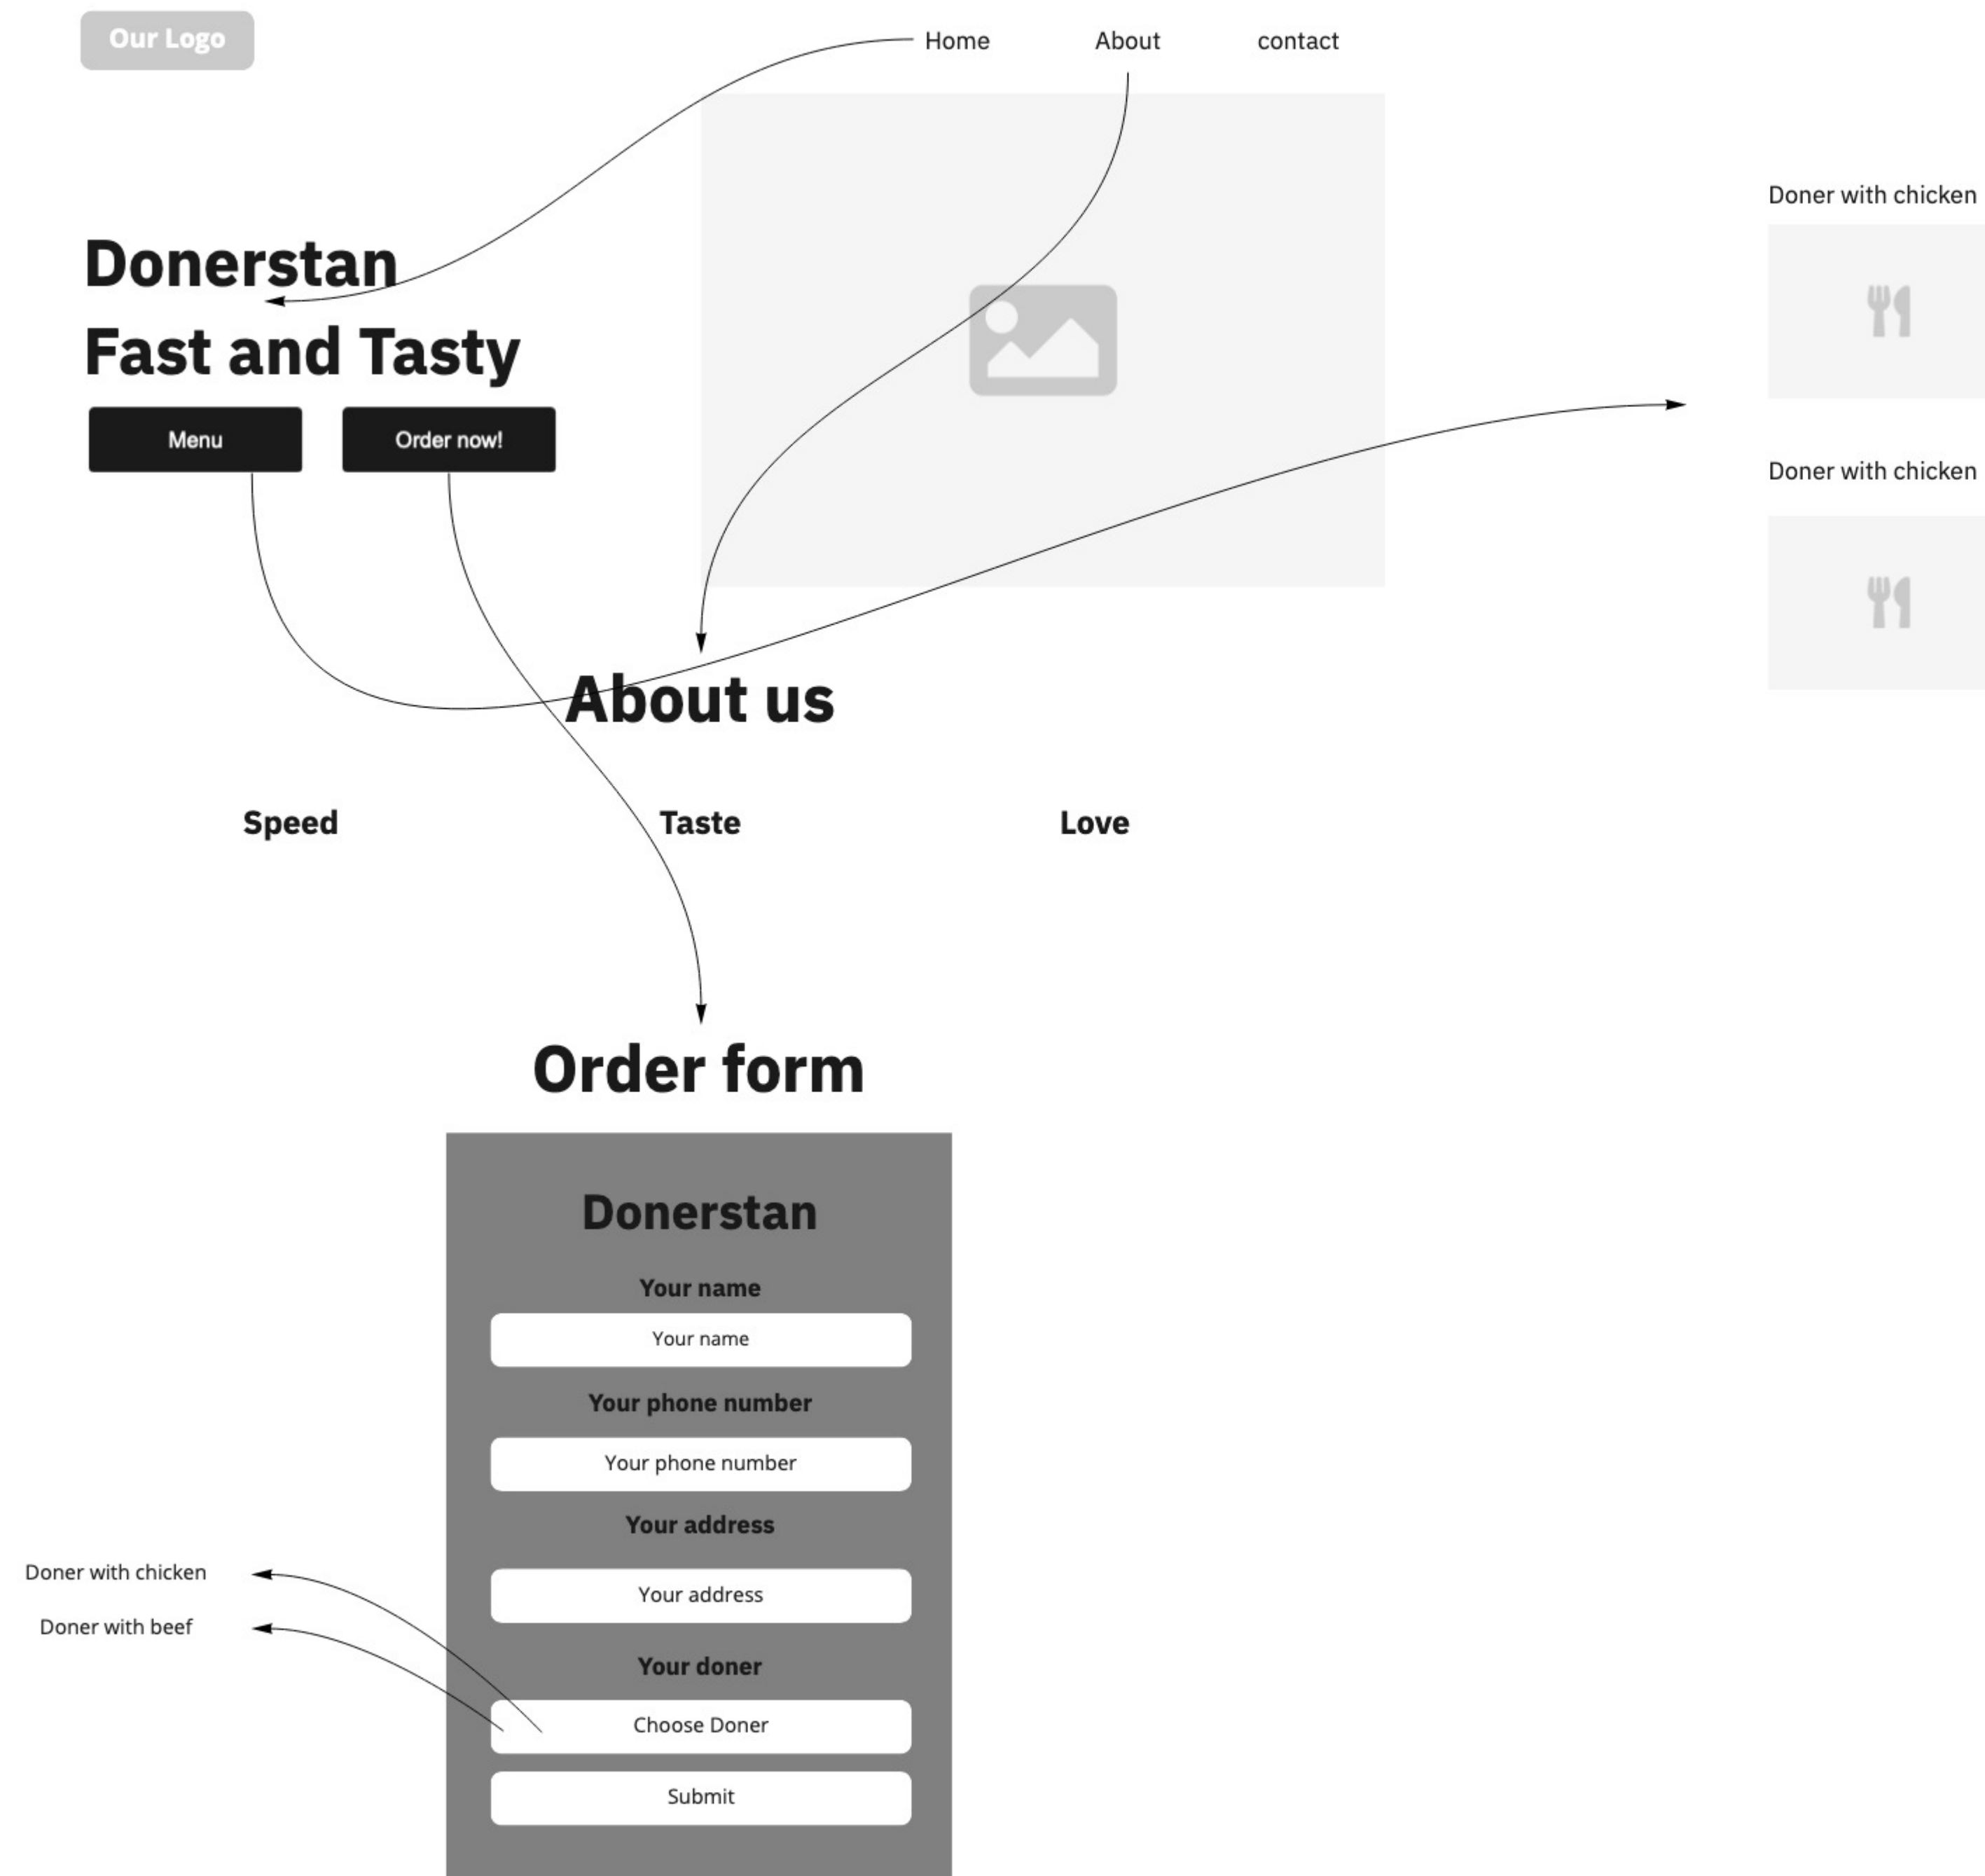 Our Logo
Home
About
contact
Donerstan
Fast and Tasty
Menu
Order now!
Doner with chicken
Doner with chicken
About us
Speed
Taste
Love
Order form
Donerstan
Your name
Your name
Your phone number
Your phone number
Your address
Your address
Your doner
Choose Doner
Submit
Doner with chicken
Doner with beef